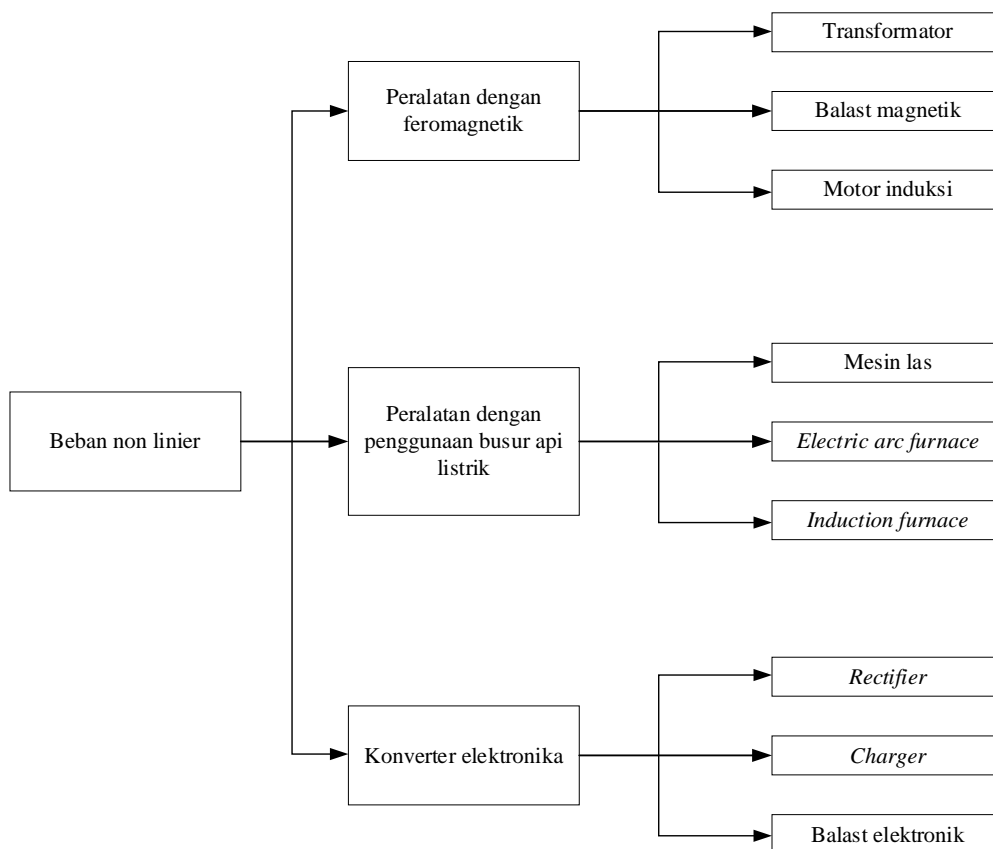 Transformator
Peralatan dengan
feromagnetik
Balast magnetik
Motor induksi
Mesin las
Beban non linier
Peralatan dengan
penggunaan busur api
listrik
Electric arc furnace
Induction furnace
Rectifier
Konverter elektronika
Charger
Balast elektronik